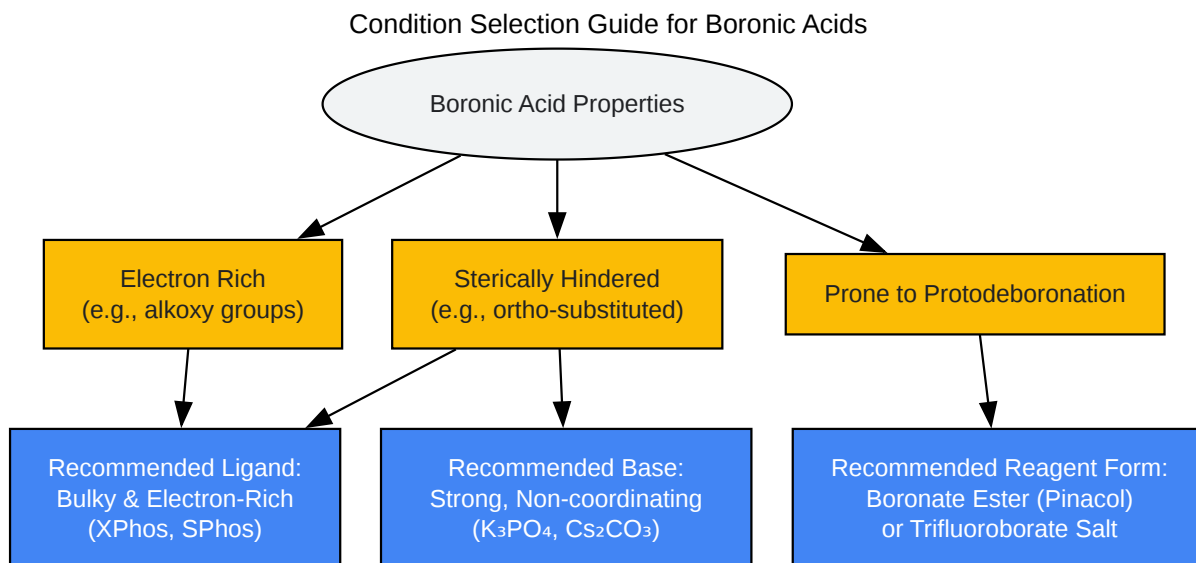 Condition Selection Guide for Boronic Acids
Boronic Acid Properties
Electron Rich
(e.g., alkoxy groups)
Sterically Hindered
(e.g., ortho-substituted)
Prone to Protodeboronation
Recommended Ligand:
Bulky & Electron-Rich
(XPhos, SPhos)
Recommended Base:
Strong, Non-coordinating
(K₃PO₄, Cs₂CO₃)
Recommended Reagent Form:
Boronate Ester (Pinacol)
or Trifluoroborate Salt